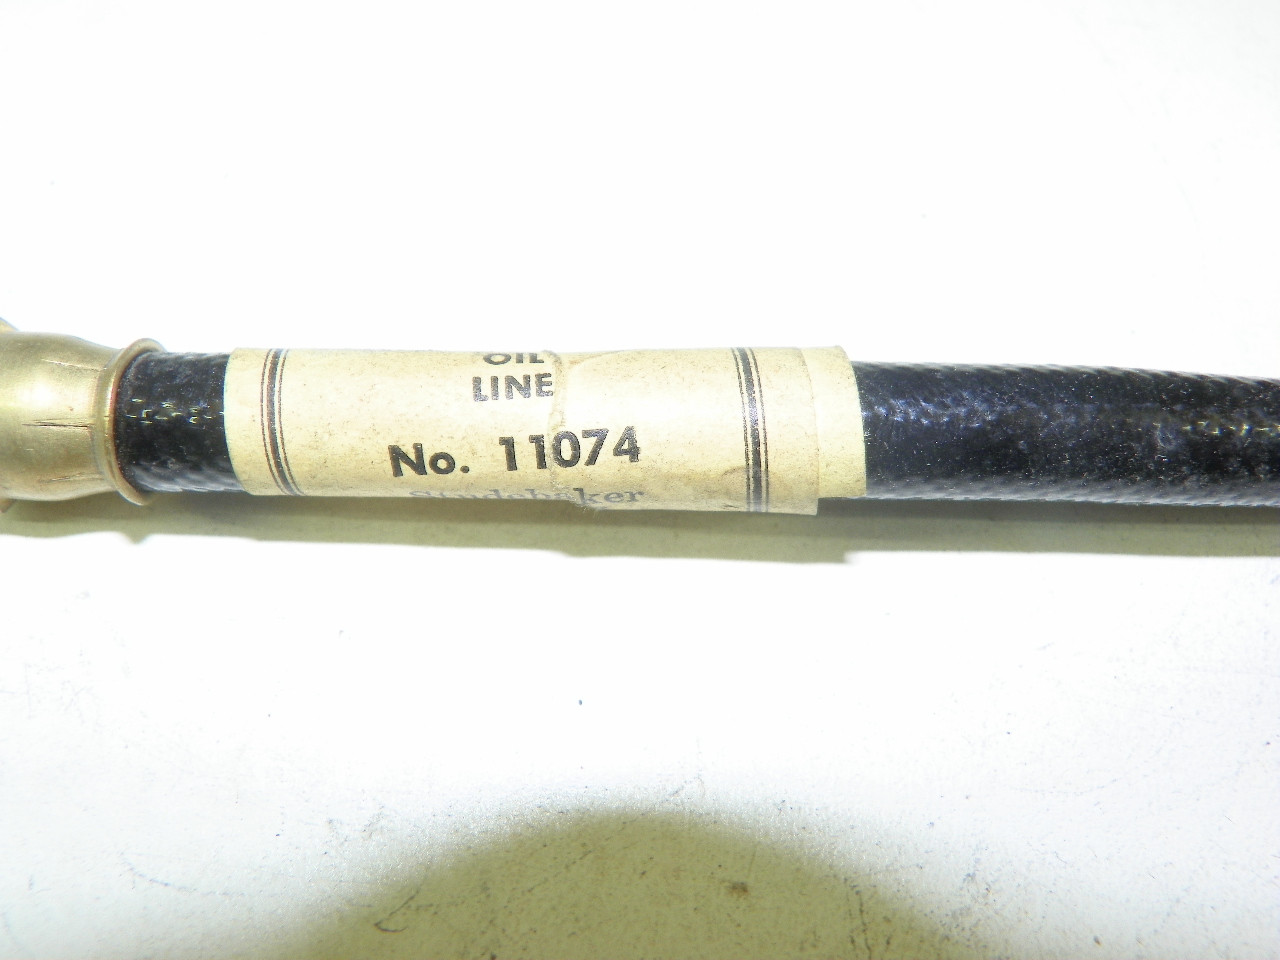 OIL
LINE
No. 11074
Studebaker